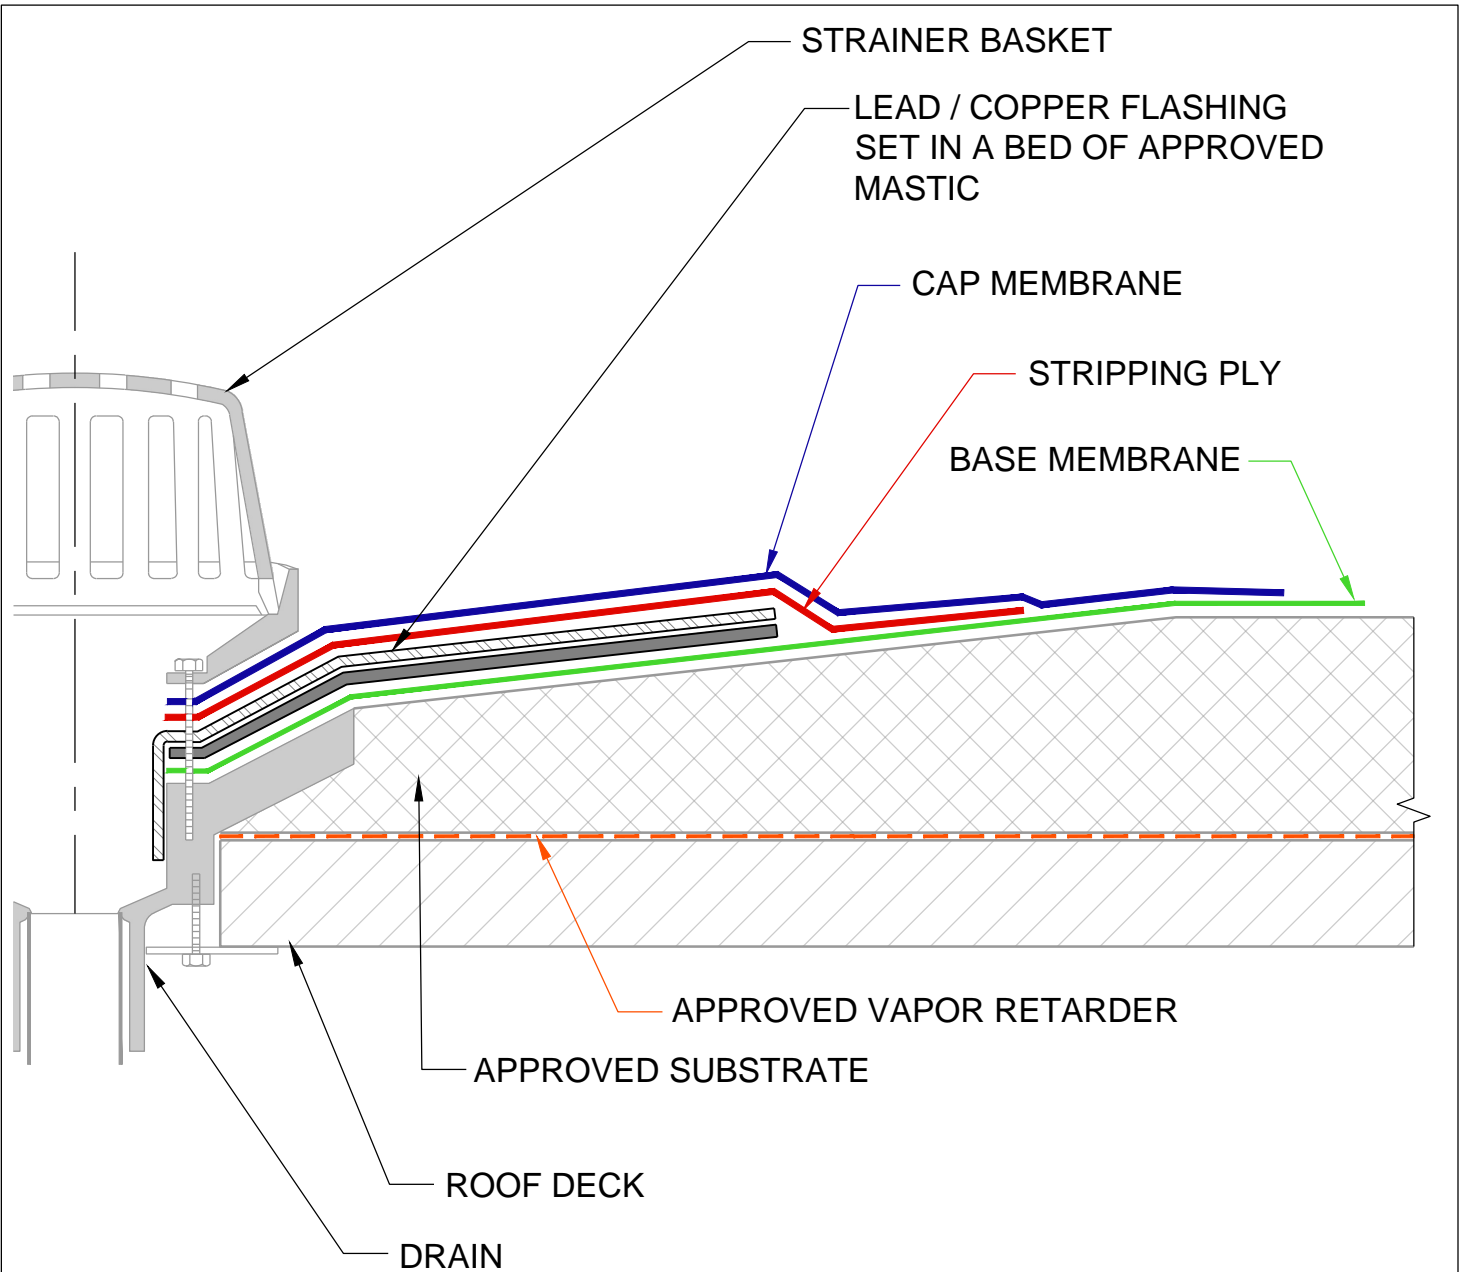 STRAINER BASKET
LEAD / COPPER FLASHING
SET IN A BED OF APPROVED
MASTIC
CAP MEMBRANE
STRIPPING PLY
BASE MEMBRANE
APPROVED VAPOR RETARDER
APPROVED SUBSTRATE
ROOF DECK
DRAIN